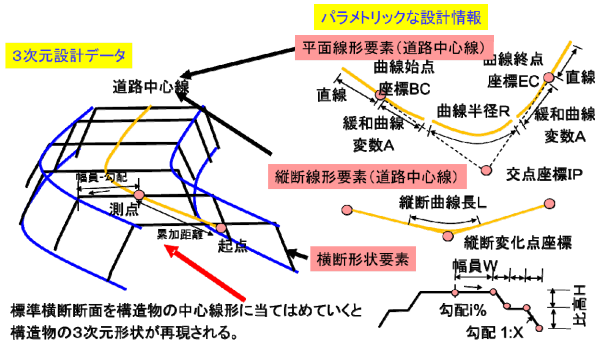 パラメトリックな設計情報
3次元設計データ
平面線形要素(道路中心線)
道路中心線
曲線始点
座標BC
曲線終点
座標EC
直線
直線
曲線半径R
緩和曲線
変数A
緩和曲線
変数A
交点座標IP
幅員・勾配
測点
累加距離
起点
縦断線形要素(道路中心線)
縦断曲線長L
縦断変化点座標
横断形状要素
幅員W
比高H
勾配i%
勾配 1:X
標準横断断面を構造物の中心線形に当てはめていくと
構造物の3次元形状が再現される。